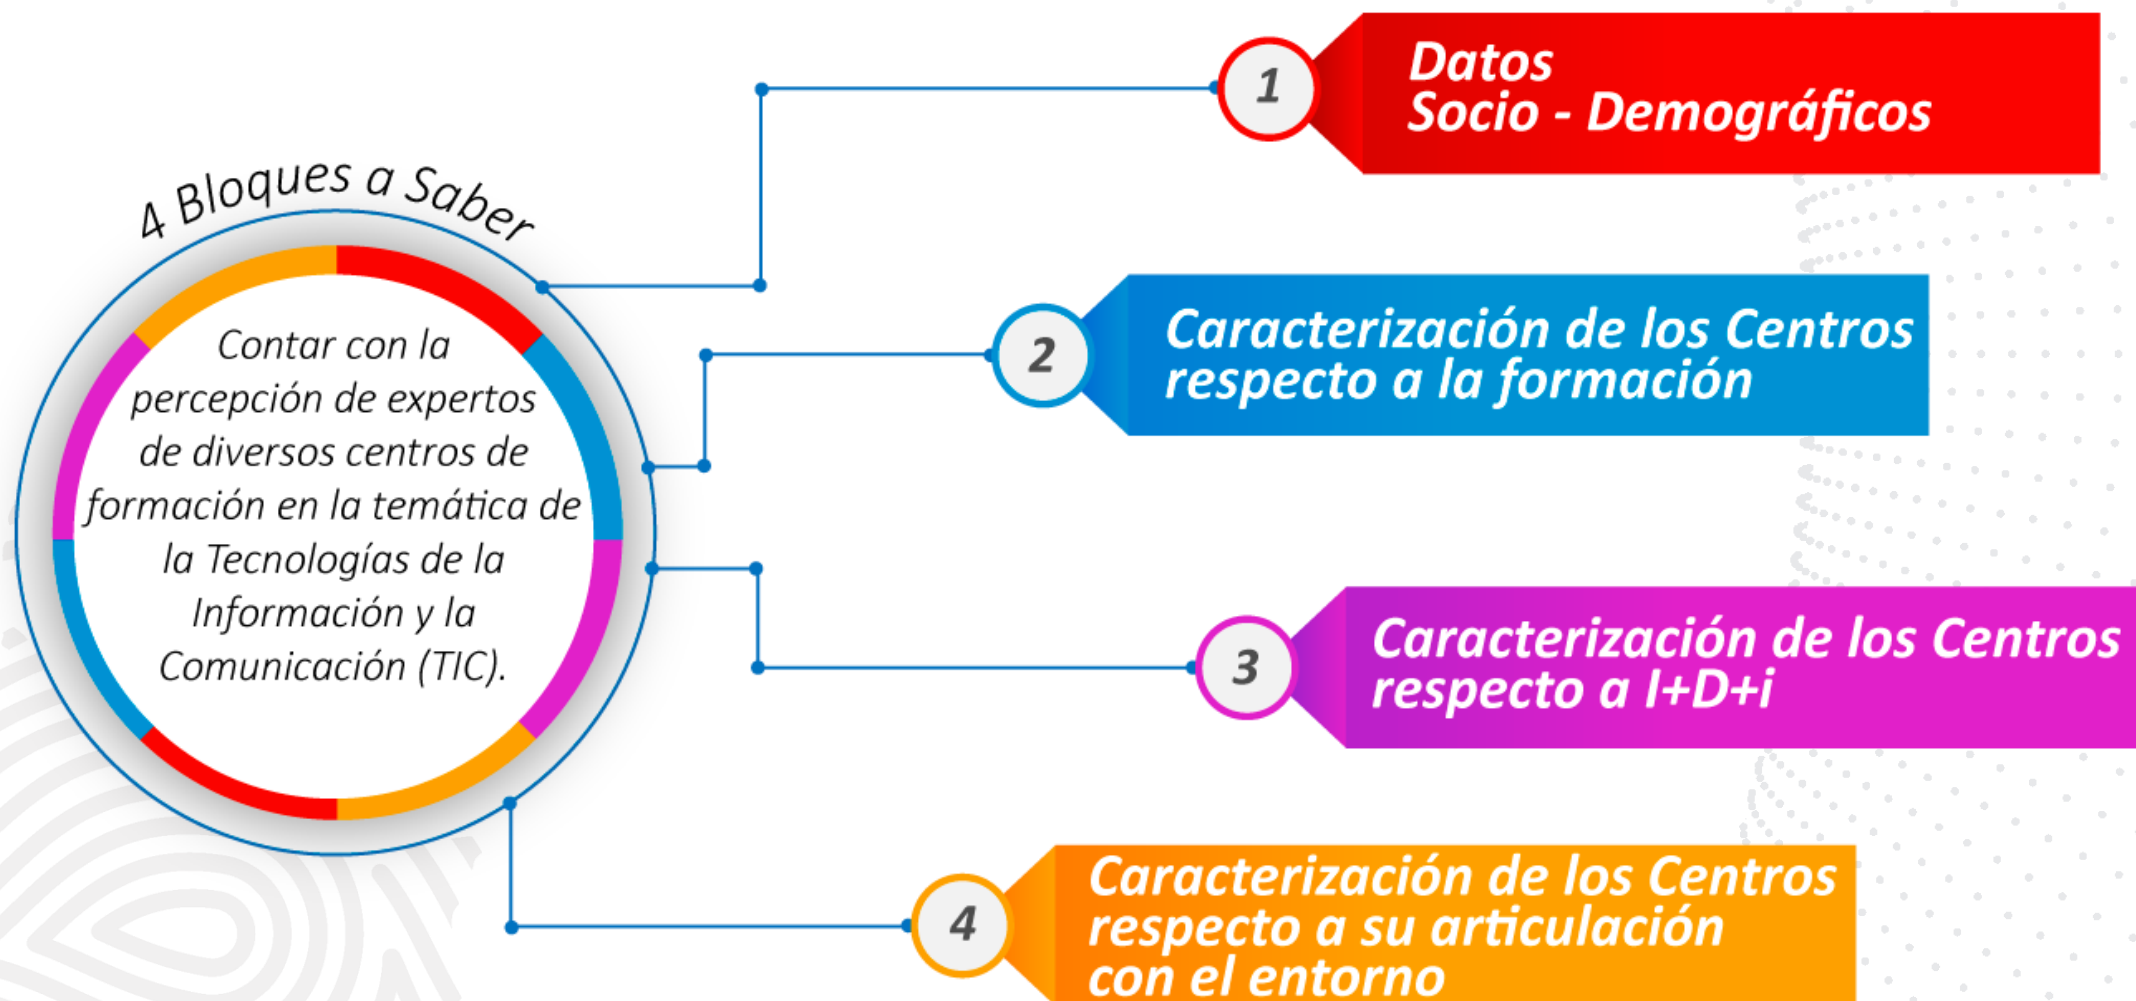 4 Bloques a Saber
Contar con la
percepción de expertos
de diversos centros de
formación en la temática de
la Tecnologías de la
Información y la
Comunicación (TIC).
1
Datos
Socio - Demográficos
2
Caracterización de los Centros
respecto a la formación
3
Caracterización de los Centros
respecto a I+D+i
4
Caracterización de los Centros
respecto a su articulación
con el entorno